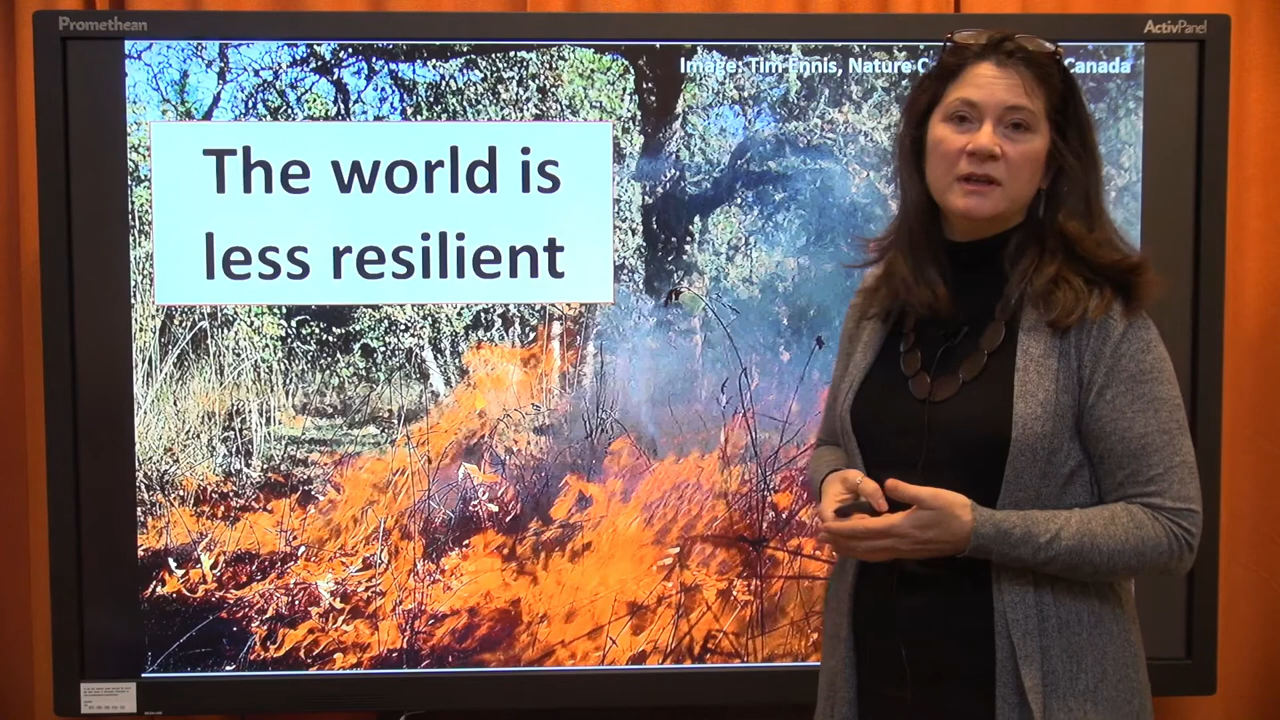 Promethean
ActivPanel
Image: Tim Ennis, Nature C Canada
The world is
less resilient